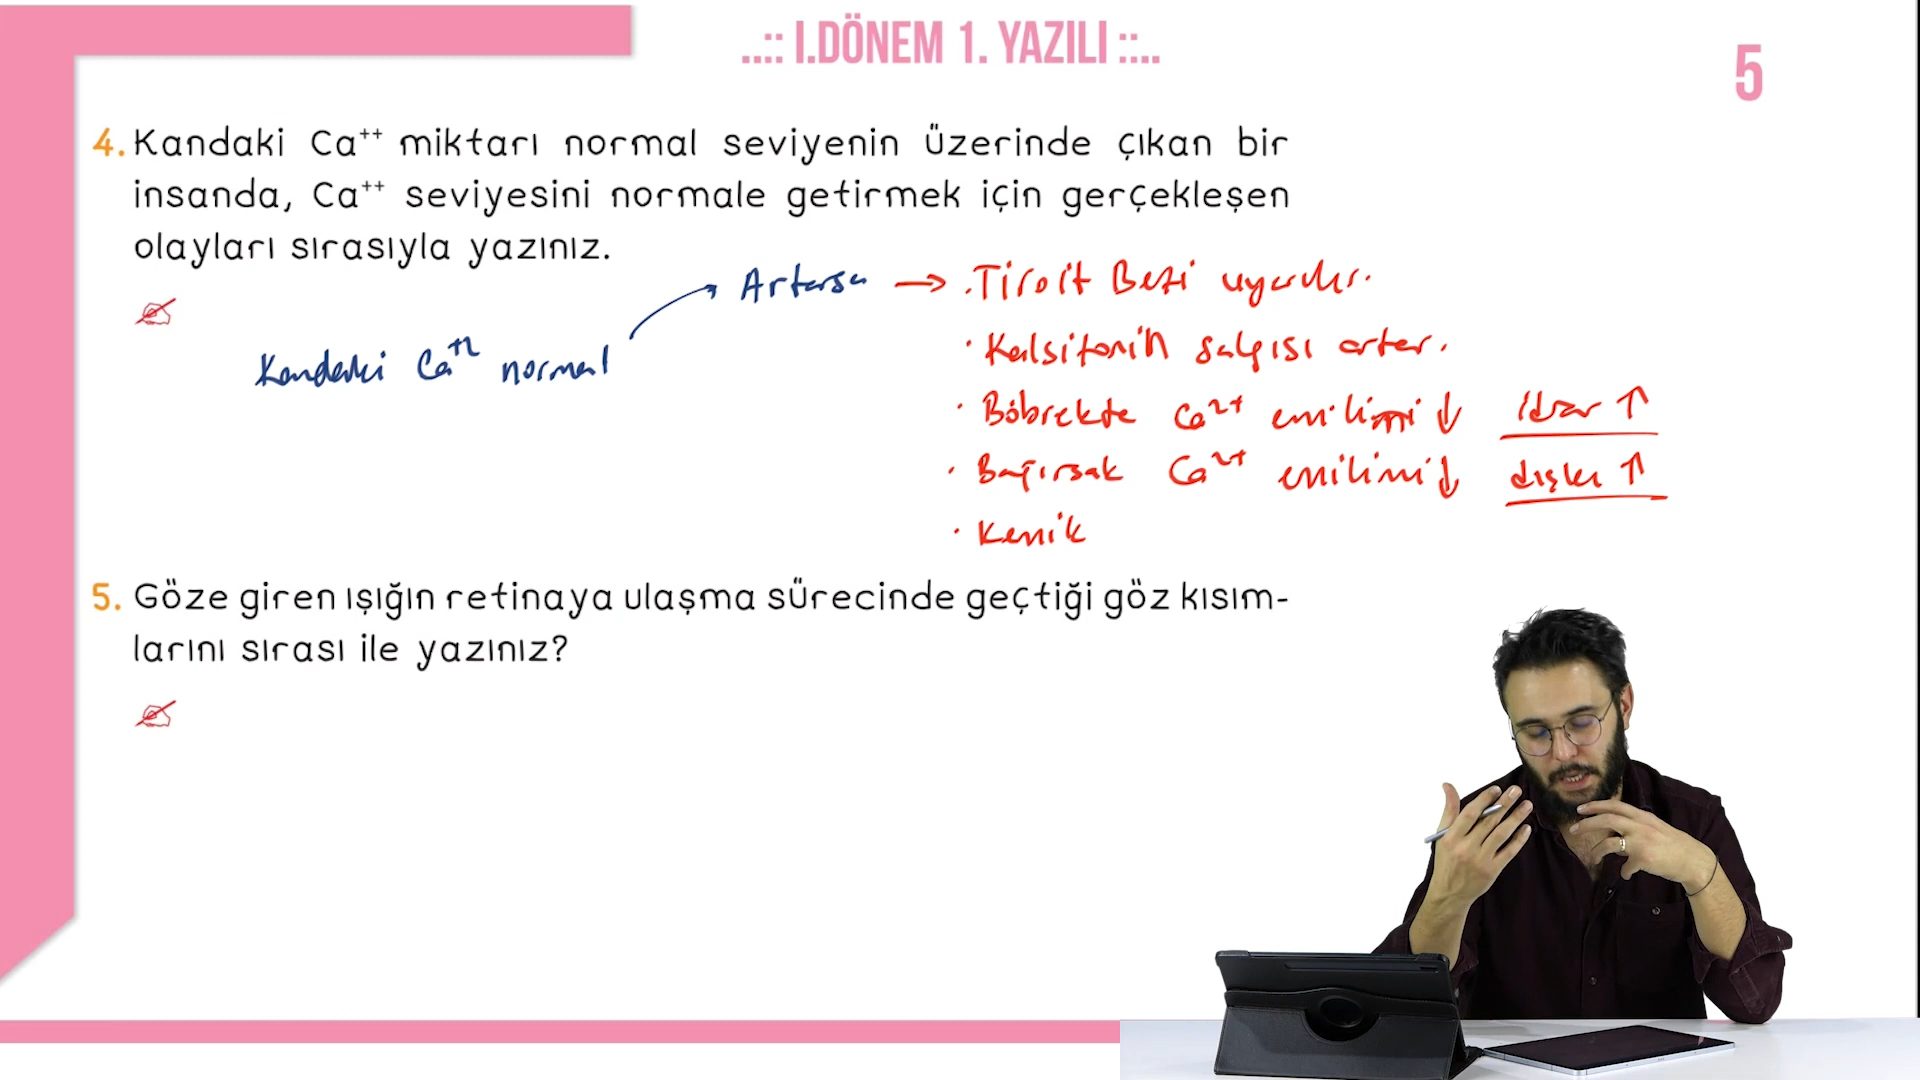 ..:: I.DÖNEM 1. YAZILI ::..
5
4. Kandaki Ca⁺⁺ miktarı normal seviyenin üzerinde çıkan bir
insanda, Ca⁺⁺ seviyesini normale getirmek için gerçekleşen
olayları sırasıyla yazınız.
Kandaki Ca⁺² normal
Artarsa → · Tiroit Bezi uyarılır.
· Kalsitonin salgısı artar.
· Böbrekte Ca²⁺ emilimi ↓ idrar ↑
· Bağırsak Ca²⁺ emilimi ↓ dışkı ↑
· Kemik
5. Göze giren ışığın retinaya ulaşma sürecinde geçtiği göz kısım-
larını sırası ile yazınız?